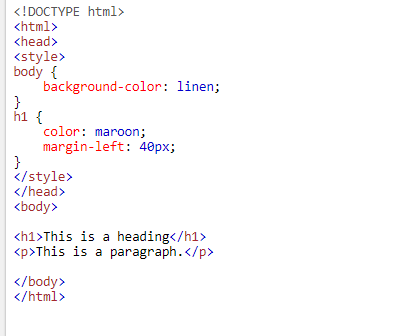 <!DOCTYPE html>
<html>
<head>
<style>
body {
    background-color: linen;
}
h1 {
    color: maroon;
    margin-left: 40px;
}
</style>
</head>
<body>

<h1>This is a heading</h1>
<p>This is a paragraph.</p>

</body>
</html>